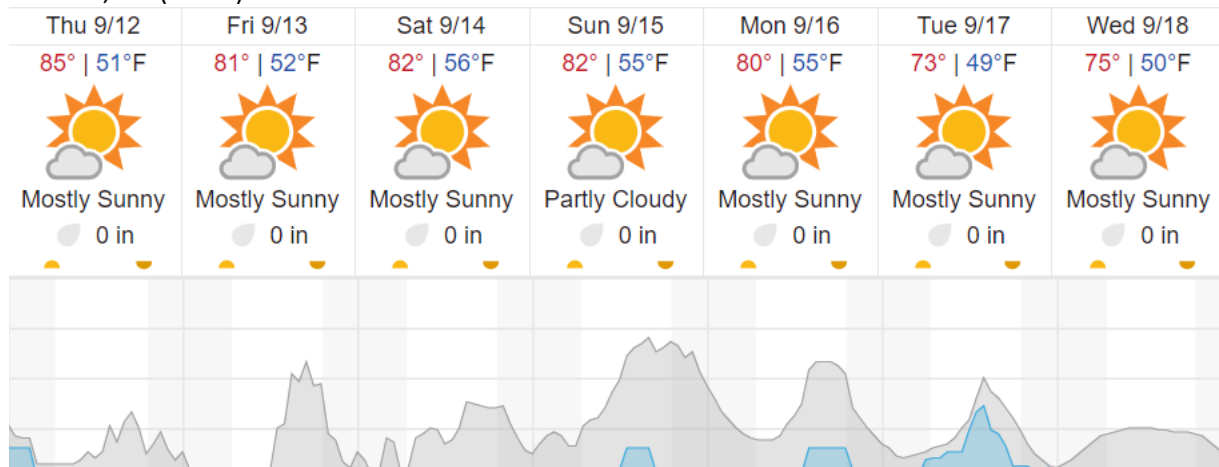 Thu 9/12 Fri 9/13 Sat 9/14 Sun 9/15 Mon 9/16 Tue 9/17 Wed 9/18
85° | 51°F 81° | 52°F 82° | 56°F 82° | 55°F 80° | 55°F 73° | 49°F 75° | 50°F
Mostly Sunny Mostly Sunny Mostly Sunny Partly Cloudy Mostly Sunny Mostly Sunny Mostly Sunny
0 in 0 in 0 in 0 in 0 in 0 in 0 in